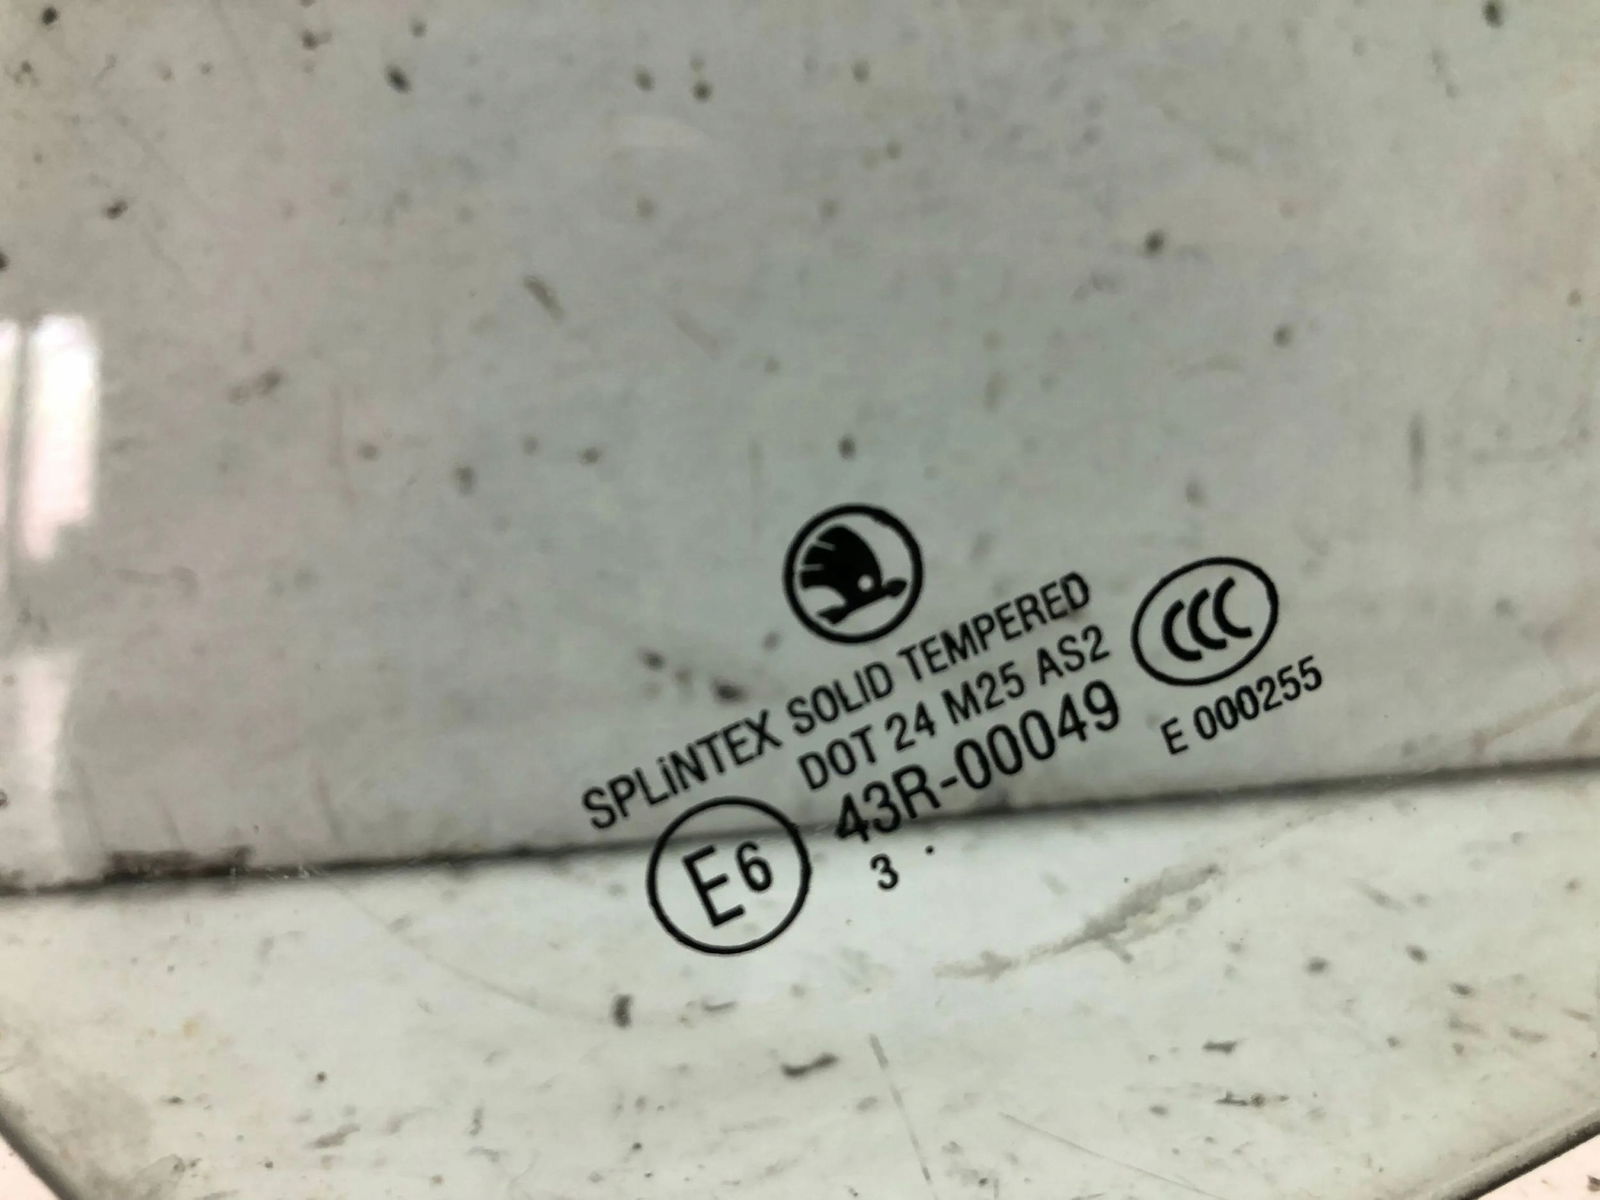 SPLiNTEX SOLID TEMPERED
DOT 24 M25 AS2
43R-00049
E6
3 .
CCC
E 000255